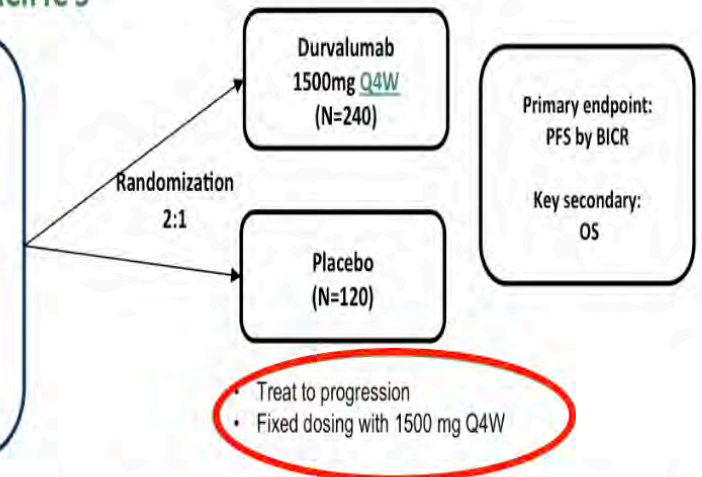 Durvalumab
1500mg Q4W
(N=240)
Primary endpoint:
PFS by BICR
Key secondary:
OS
Randomization
2:1
Placebo
(N=120)
• Treat to progression
• Fixed dosing with 1500 mg Q4W